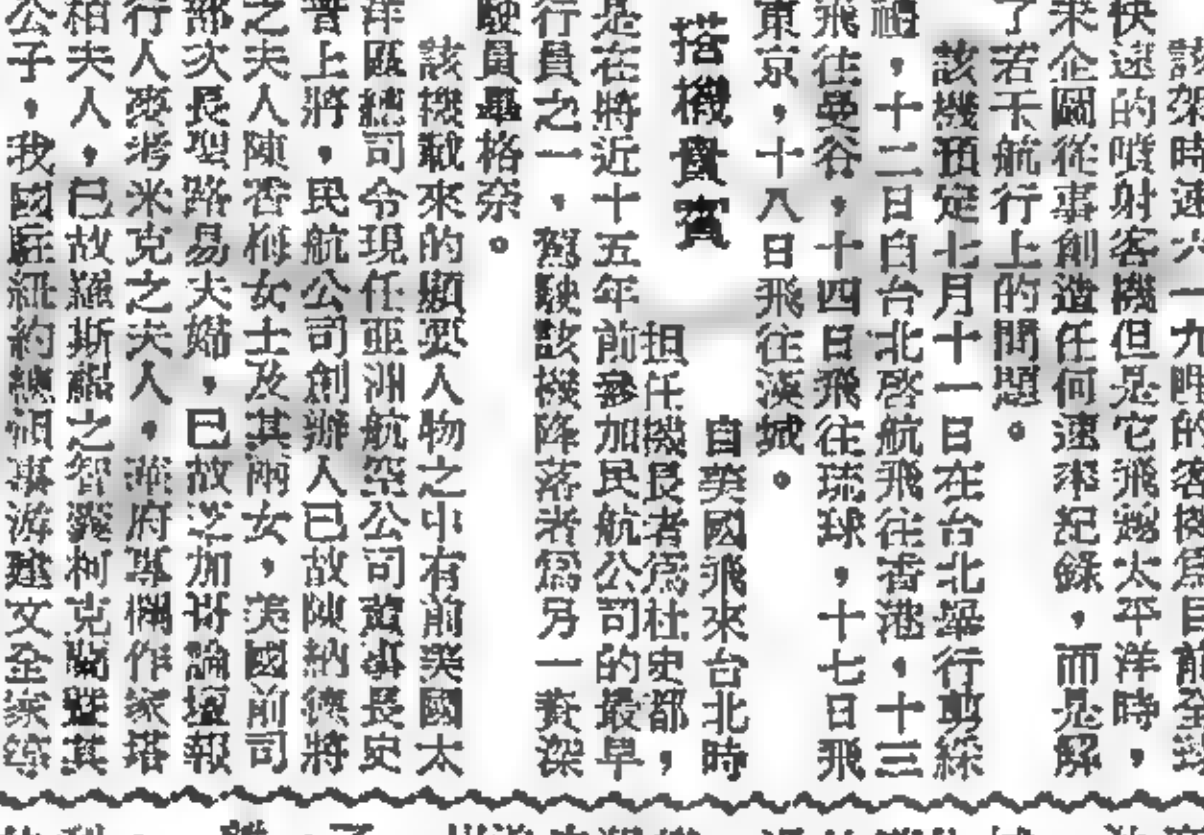 該架時速六一九哩的客機爲目前全
快速的噴射客機但是它飛越太平洋時，
來企圖從事創造任何速率紀錄，而是解
了若干航行上的問題。
該機預定七月十一日在台北舉行剪綵
禮，十二日自台北啓航飛往香港，十三
飛往曼谷，十四日飛往琉球，十七日飛
東京，十八日飛往漢城。
自美國飛來台北時
搭機貴賓
担任機長者爲杜史都，
是在將近十五年前參加民航公司的最早
行員之一，駕駛該機降落者爲另一資深
駛員畢格奈。
該機載來的顯要人物之中有前美國太
洋區總司令現任亞洲航空公司董事長史
普上將，民航公司創辦人已故陳納德將
之夫人陳香梅女士及其兩女，美國前司
部次長聖路易夫婦，已故芝加哥論壇報
行人麥考米克之夫人，華府專欄作家塔
柏夫人，已故羅斯福之智囊柯克蘭暨其
公子，我國駐紐約總領事游建文全家